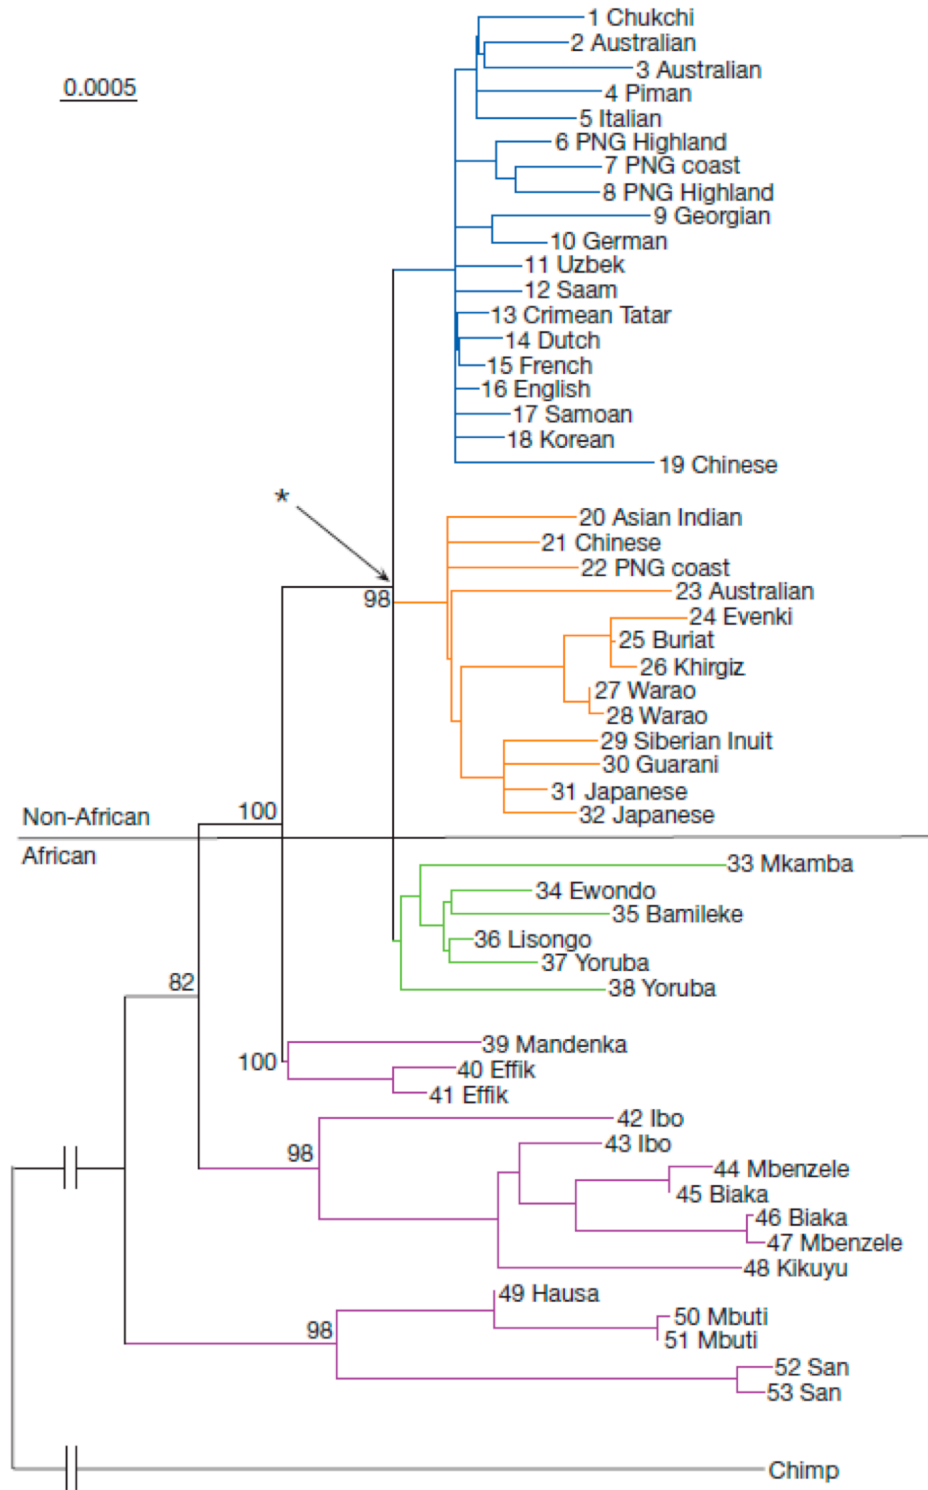 1 Chukchi
2 Australian
0.0005
3 Australian
4 Piman
5 Italian
6 PNG Highland
7 PNG coast
8 PNG Highland
9 Georgian
10 German
11 Uzbek
12 Saam
13 Crimean Tatar
14 Dutch
15 French
16 English
17 Samoan
18 Korean
19 Chinese
*
20 Asian Indian
21 Chinese
22 PNG coast
23 Australian
98
24 Evenki
25 Buriat
26 Khirgiz
27 Warao
28 Warao
29 Siberian Inuit
30 Guarani
31 Japanese
100
32 Japanese
Non-African
African
33 Mkamba
34 Ewondo
35 Bamileke
36 Lisongo
37 Yoruba
82
38 Yoruba
39 Mandenka
100
40 Effik
41 Effik
42 Ibo
98
43 Ibo
44 Mbenzele
45 Biaka
46 Biaka
47 Mbenzele
48 Kikuyu
49 Hausa
98
50 Mbuti
51 Mbuti
52 San
53 San
Chimp